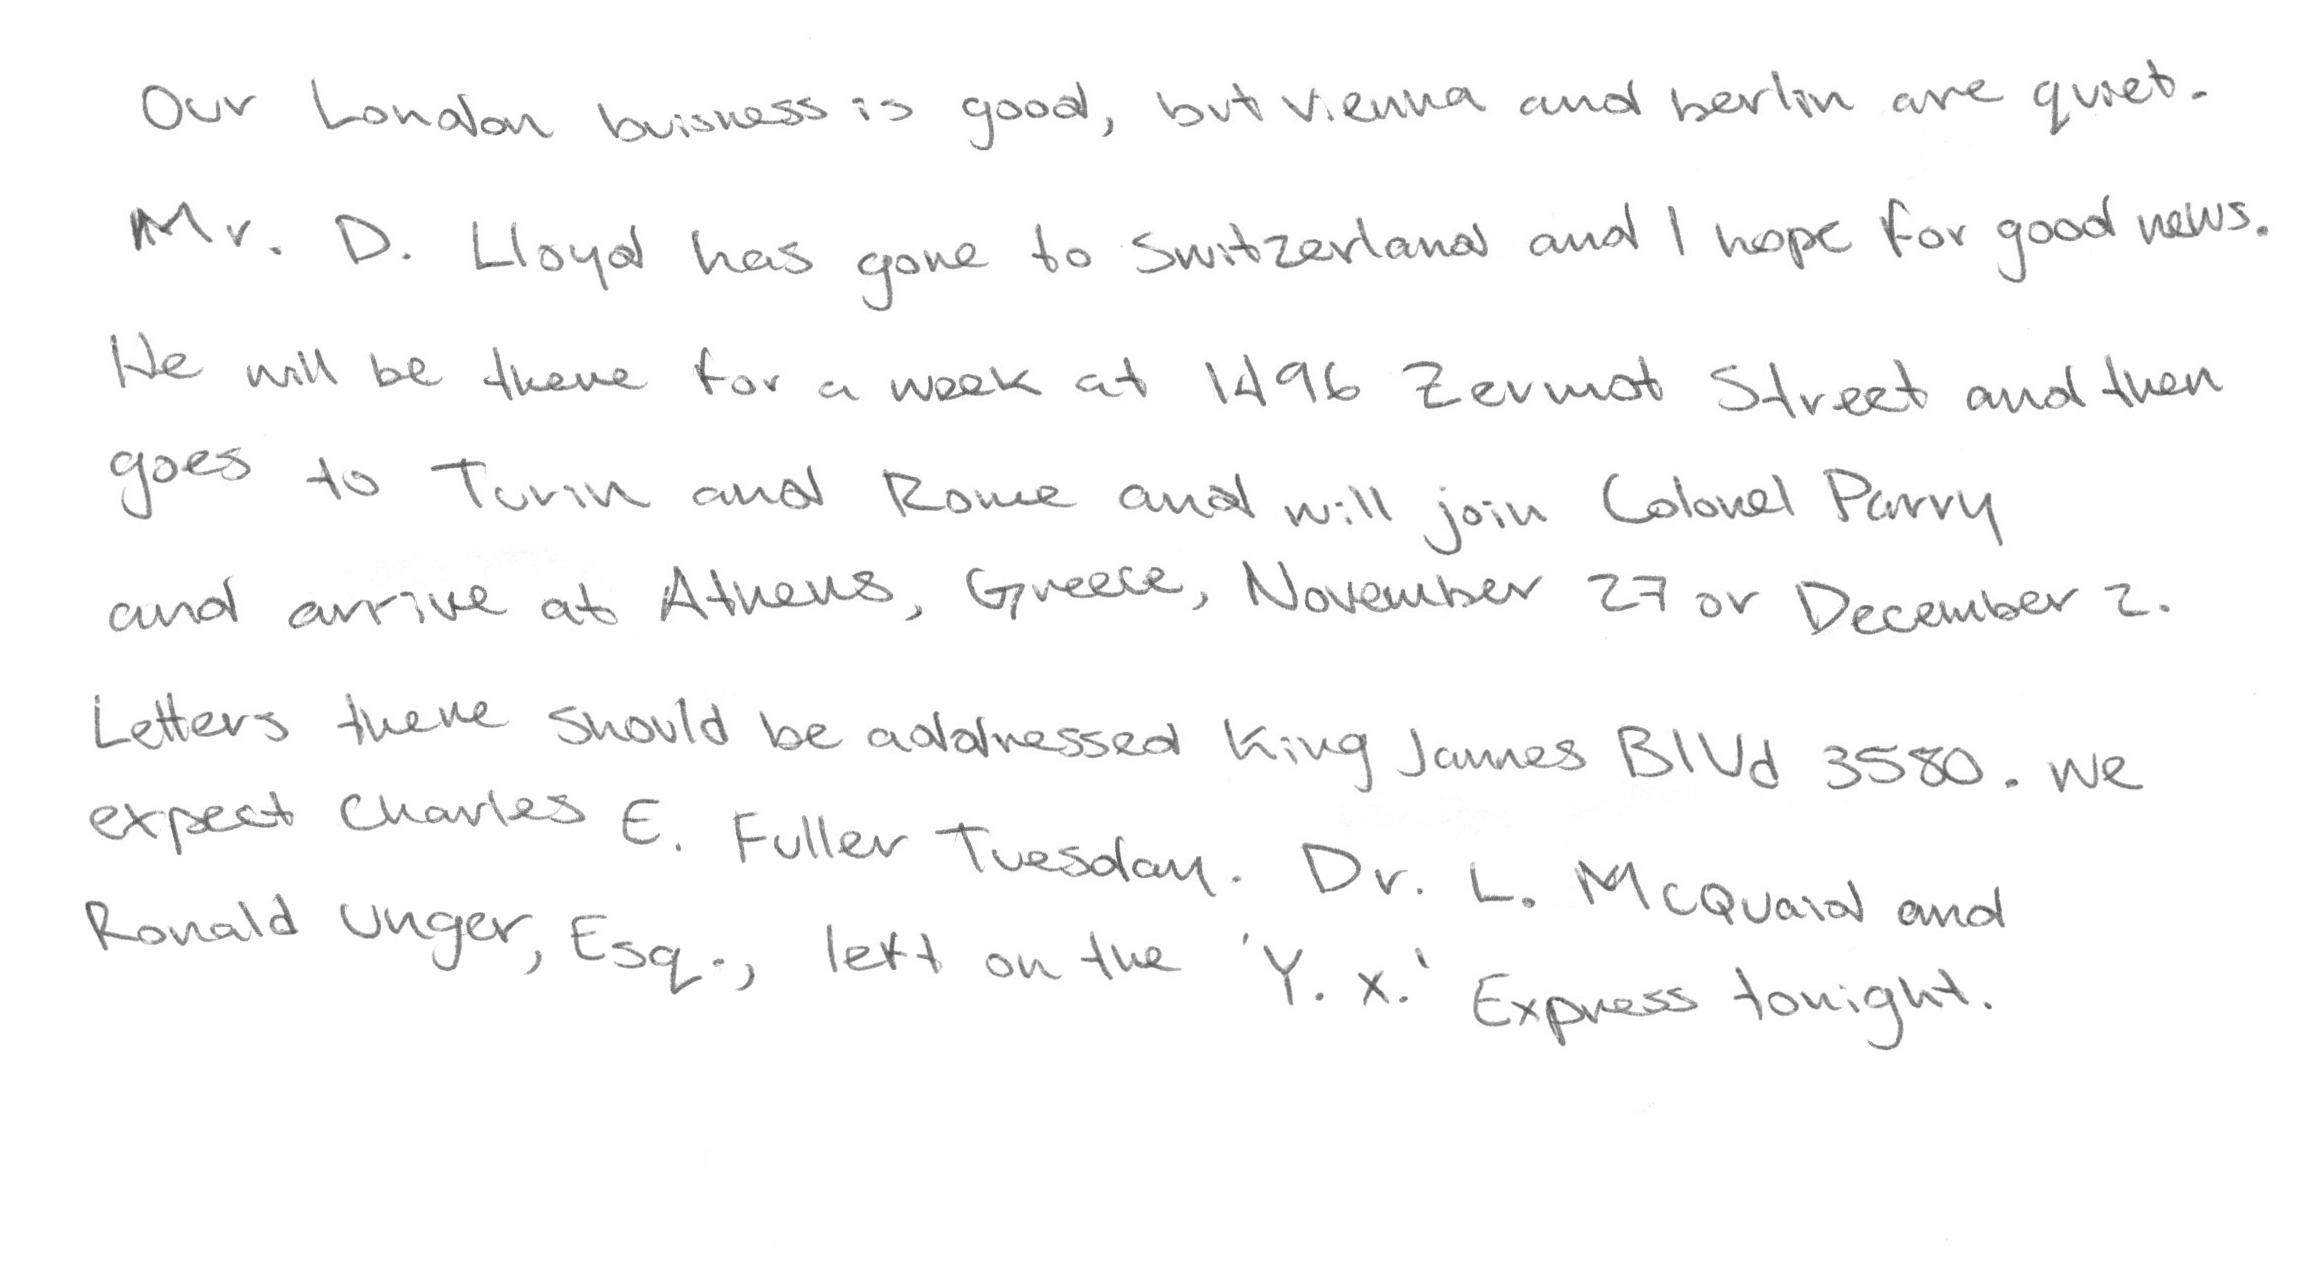 Our London buisness is good, but vienna and berlin are quiet.
Mr. D. Lloyd has gone to Switzerland and I hope for good news.
He will be there for a week at 1496 Zermot Street and then
goes to Turin and Rome and will join Colonel Parry
and arrive at Athens, Greece, November 27 or December 2.
Letters there should be addressed King James Blvd 3580. We
expect Charles E. Fuller Tuesday. Dr. L. McQuaid and
Ronald Unger, Esq., left on the 'Y. X.' Express tonight.